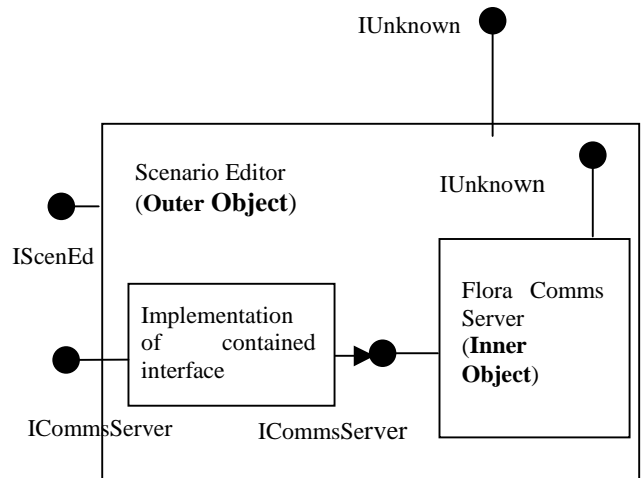 IUnknown
Scenario Editor
(Outer Object)
IUnknown
IScenEd
Flora Comms
Server
(Inner
Object)
Implementation
of contained
interface
ICommsServer
ICommsServer